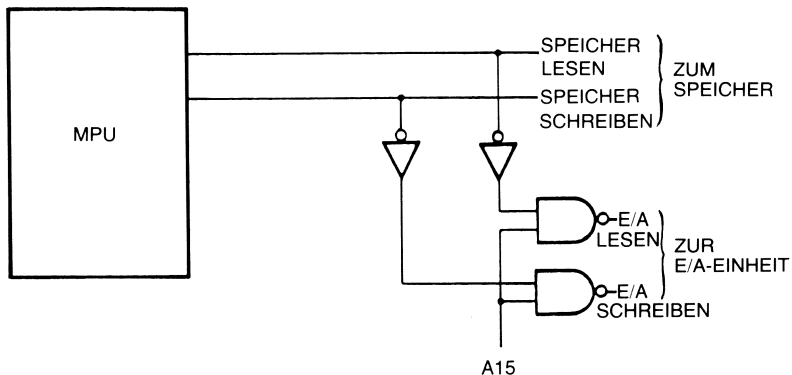 MPU
SPEICHER
LESEN
SPEICHER
SCHREIBEN
ZUM
SPEICHER
E/A
LESEN
E/A
SCHREIBEN
ZUR
E/A-EINHEIT
A15